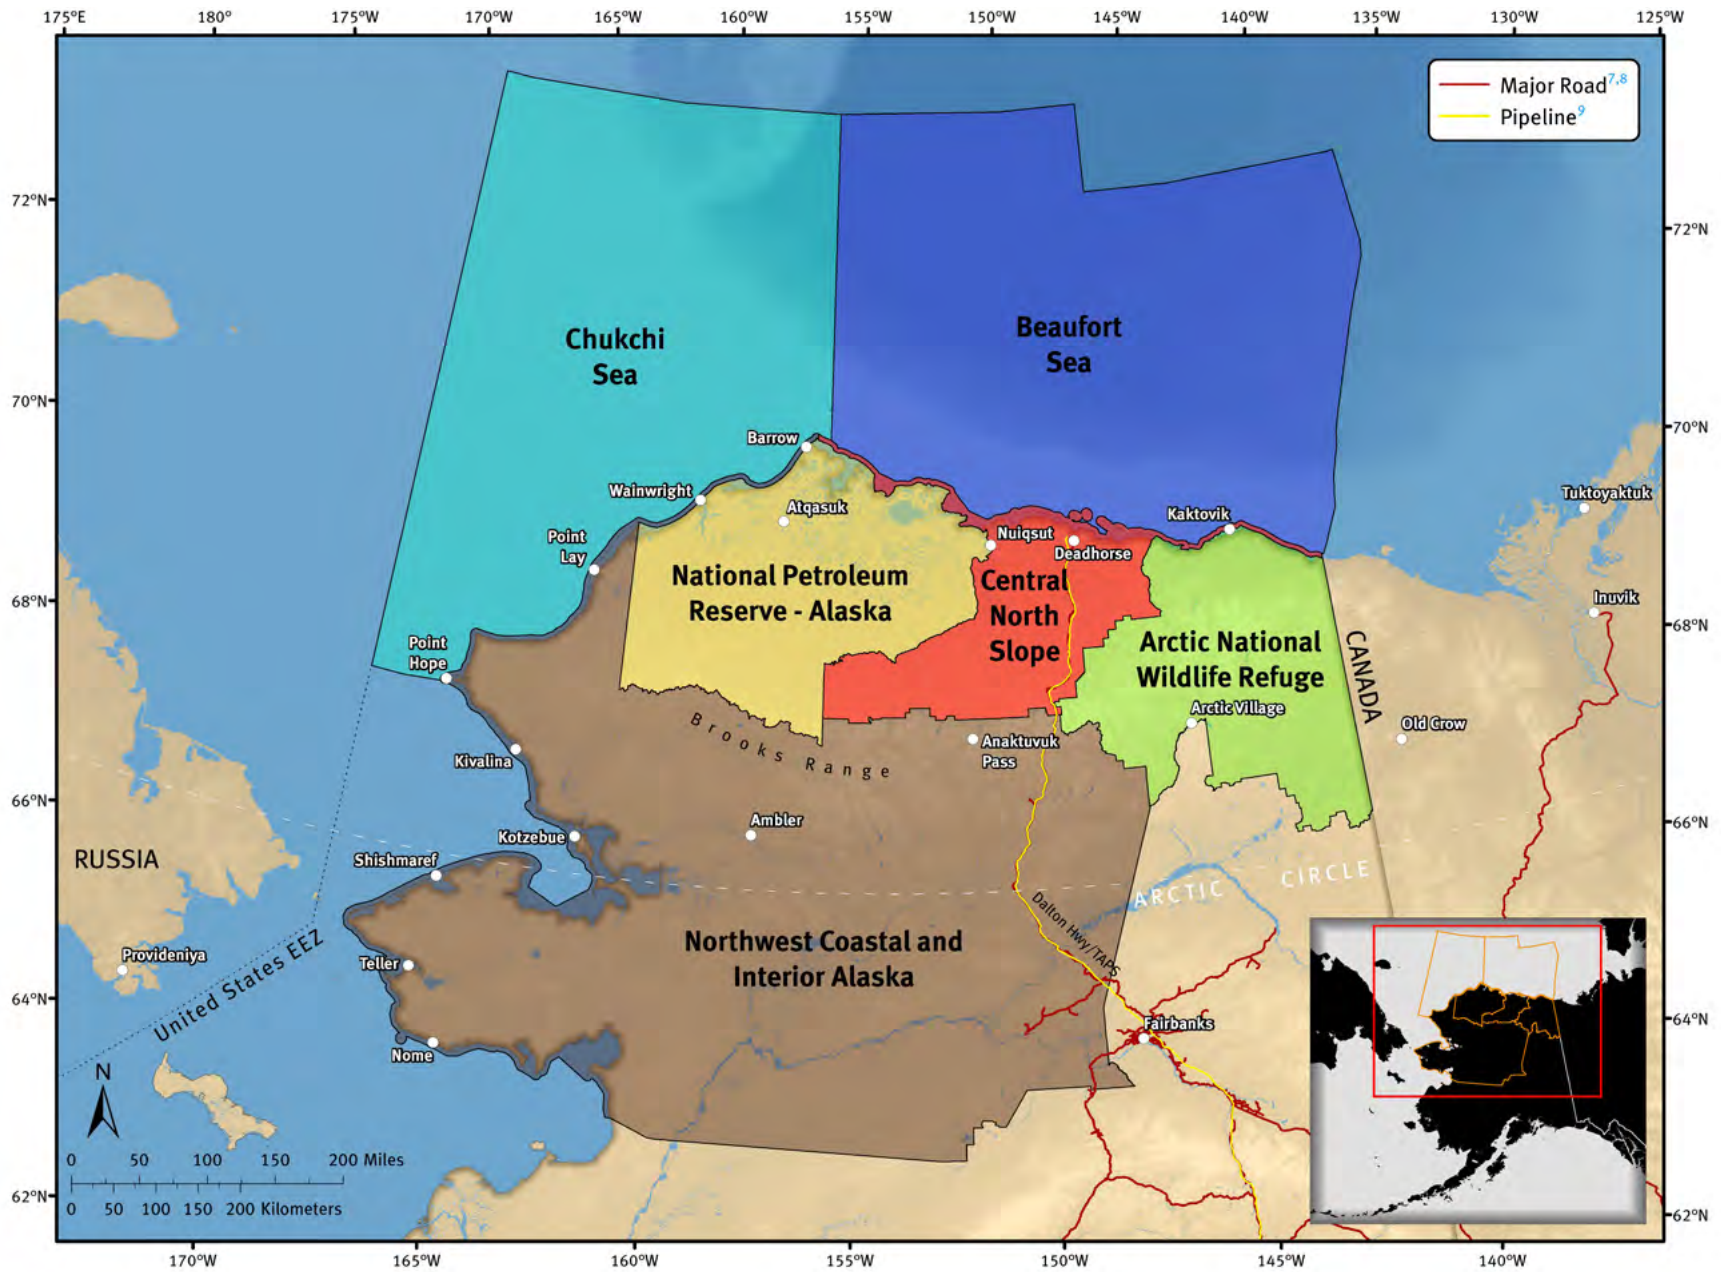 175°E 180° 175°W 170°W 165°W 160°W 155°W 150°W 145°W 140°W 135°W 130°W 125°W
Major Road7,8
Pipeline9
72°N
72°N
Chukchi
Sea
Beaufort
Sea
70°N
70°N
Barrow
Wainwright
Atqasuk
Point
Lay
Nuiqsut
Deadhorse
Kaktovik
Tuktoyaktuk
Inuvik
National Petroleum
Reserve - Alaska
Central
North
Slope
68°N
68°N
Arctic National
Wildlife Refuge
CANADA
Point
Hope
Arctic Village
Old Crow
Brooks Range
Anaktuvuk
Pass
Kivalina
66°N
66°N
Ambler
Kotzebue
Shishmaref
RUSSIA
ARCTIC CIRCLE
Dalton Hwy/TAPS
Northwest Coastal and
Interior Alaska
Provideniya
Teller
United States EEZ
64°N
64°N
Fairbanks
Nome
N
0 50 100 150 200 Miles
0 50 100 150 200 Kilometers
62°N
62°N
170°W 165°W 160°W 155°W 150°W 145°W 140°W